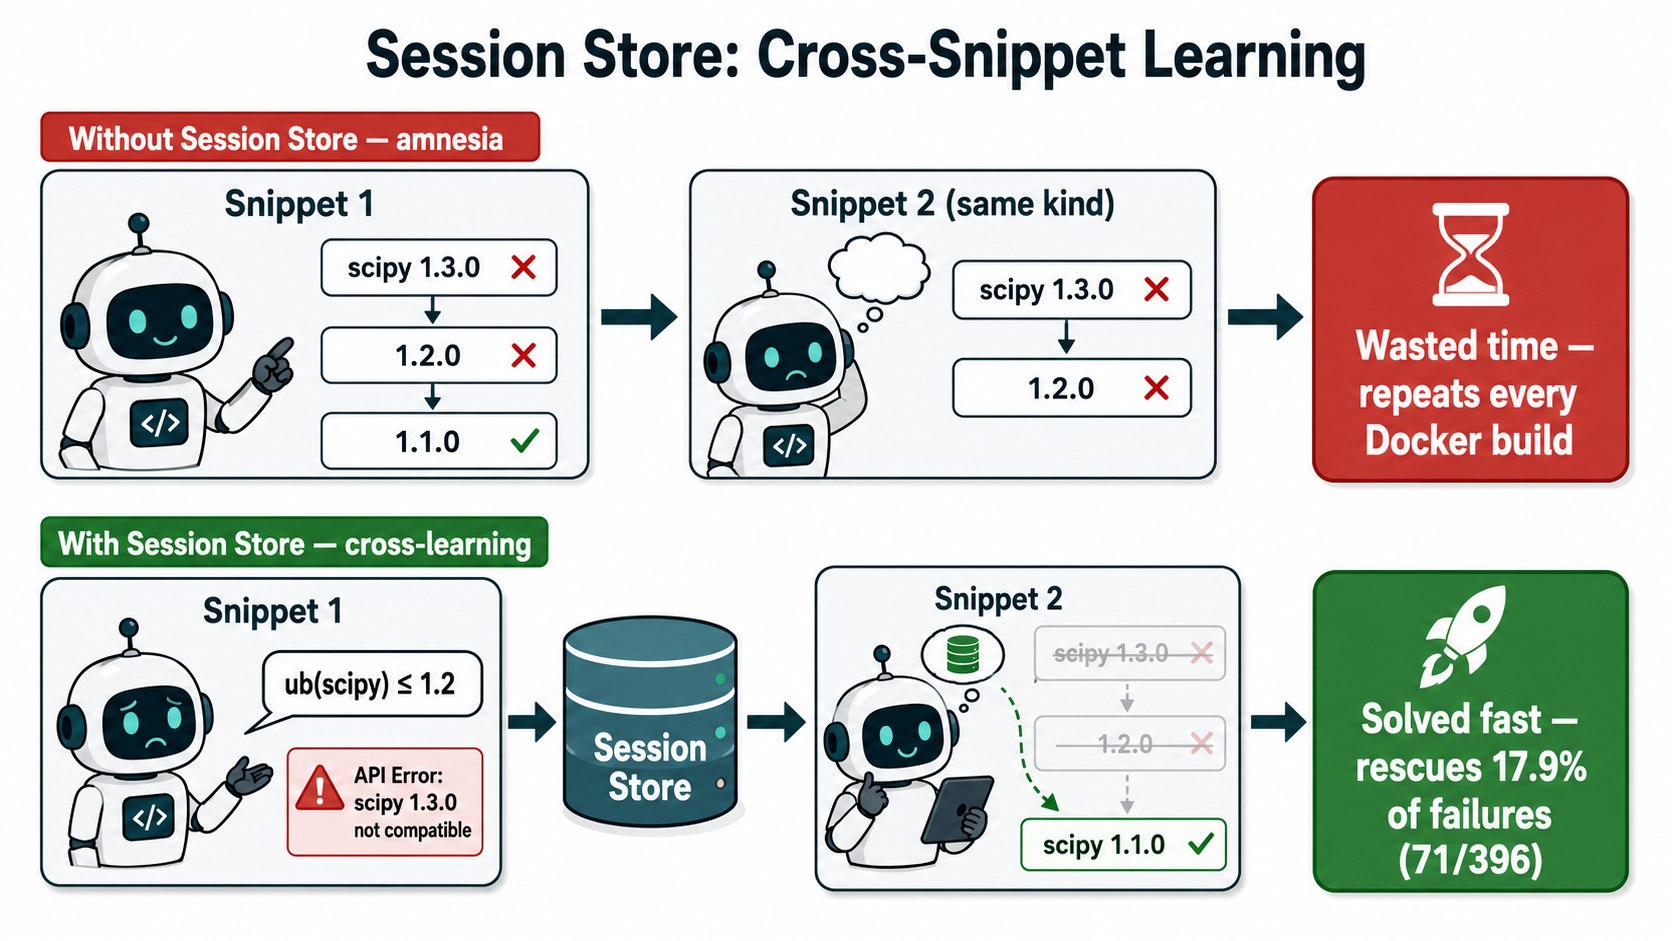 Session Store: Cross-Snippet Learning
Without Session Store — amnesia
Snippet 1
scipy 1.3.0
1.2.0
1.1.0
</>
Snippet 2 (same kind)
scipy 1.3.0
1.2.0
</>
Wasted time —
repeats every
Docker build
With Session Store — cross-learning
Snippet 1
ub(scipy) ≤ 1.2
API Error:
scipy 1.3.0
not compatible
</>
Session
Store
Snippet 2
scipy 1.3.0
1.2.0
scipy 1.1.0
Solved fast —
rescues 17.9%
of failures
(71/396)